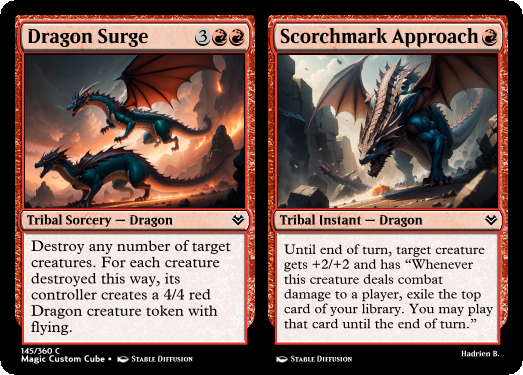 Dragon Surge 3
Tribal Sorcery — Dragon
Destroy any number of target
creatures. For each creature
destroyed this way, its
controller creates a 4/4 red
Dragon creature token with
flying.
145/360 C
Magic Custom Cube • Stable Diffusion
Scorchmark Approach
Tribal Instant — Dragon
Until end of turn, target creature
gets +2/+2 and has “Whenever
this creature deals combat
damage to a player, exile the top
card of your library. You may play
that card until the end of turn.”
Stable Diffusion
Hadrien B.